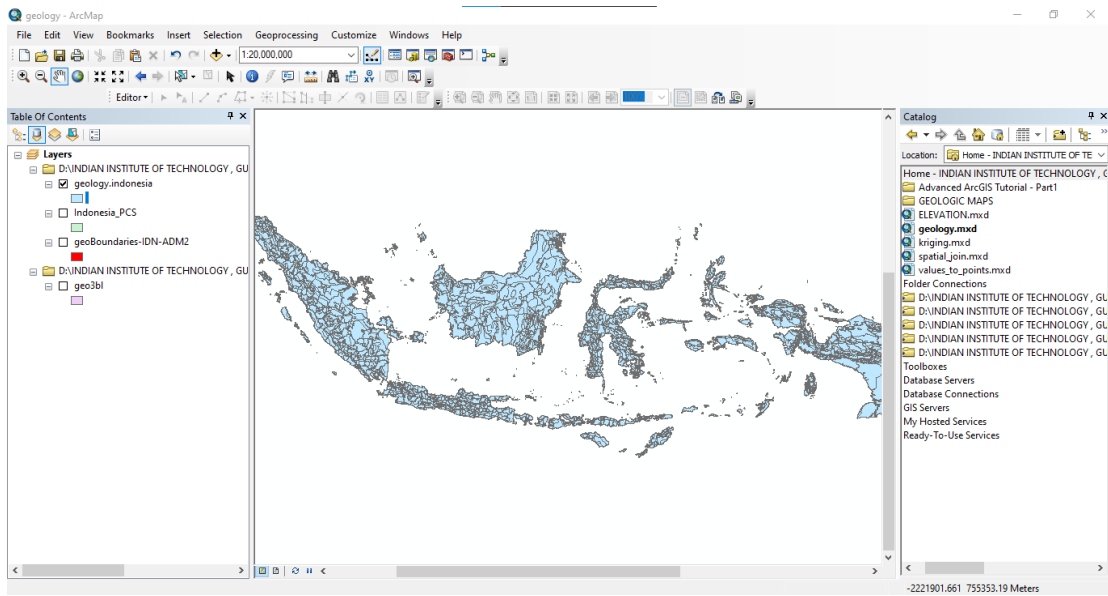 geology - ArcMap
File Edit View Bookmarks Insert Selection Geoprocessing Customize Windows Help
1:20,000,000
Editor
Table Of Contents
Layers
D:\INDIAN INSTITUTE OF TECHNOLOGY , GU
geology.indonesia
Indonesia_PCS
geoBoundaries-IDN-ADM2
D:\INDIAN INSTITUTE OF TECHNOLOGY , GU
geo3bl
Catalog
Location: Home - INDIAN INSTITUTE OF TE
Home - INDIAN INSTITUTE OF TECHNOLOGY , G
Advanced ArcGIS Tutorial - Part1
GEOLOGIC MAPS
ELEVATION.mxd
geology.mxd
kriging.mxd
spatial_join.mxd
values_to_points.mxd
Folder Connections
D:\INDIAN INSTITUTE OF TECHNOLOGY , GU
D:\INDIAN INSTITUTE OF TECHNOLOGY , GU
D:\INDIAN INSTITUTE OF TECHNOLOGY , GU
D:\INDIAN INSTITUTE OF TECHNOLOGY , GU
D:\INDIAN INSTITUTE OF TECHNOLOGY , GU
Toolboxes
Database Servers
Database Connections
GIS Servers
My Hosted Services
Ready-To-Use Services
-2221901.661 755353.19 Meters